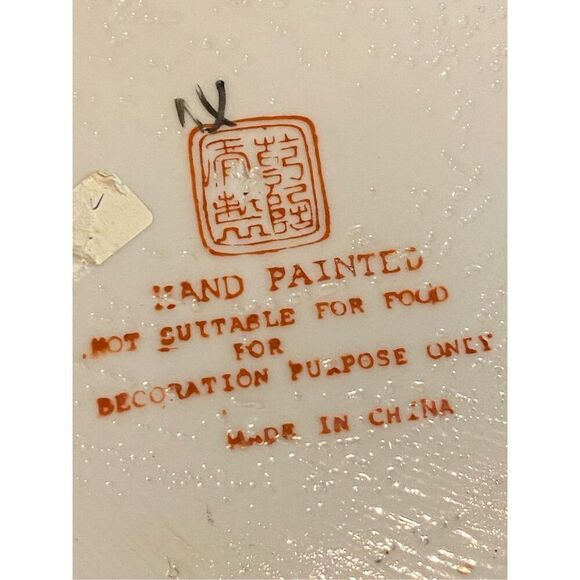 HAND PAINTED
NOT SUITABLE FOR FOOD
FOR
DECORATION PURPOSE ONLY
MADE IN CHINA